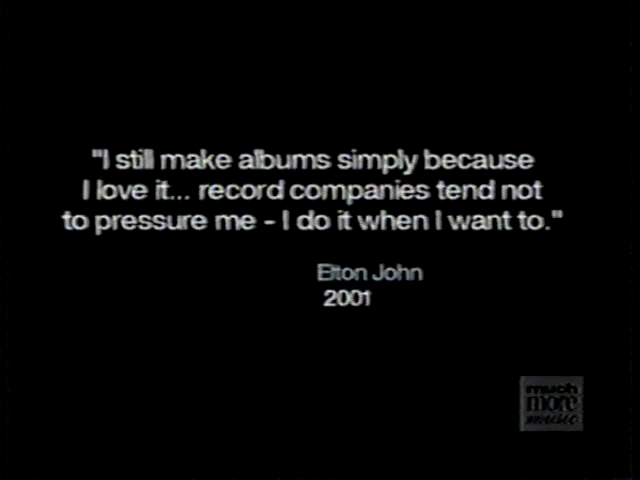 "I still make albums simply because
I love it... record companies tend not
to pressure me - I do it when I want to."
Elton John
2001
much
more
music